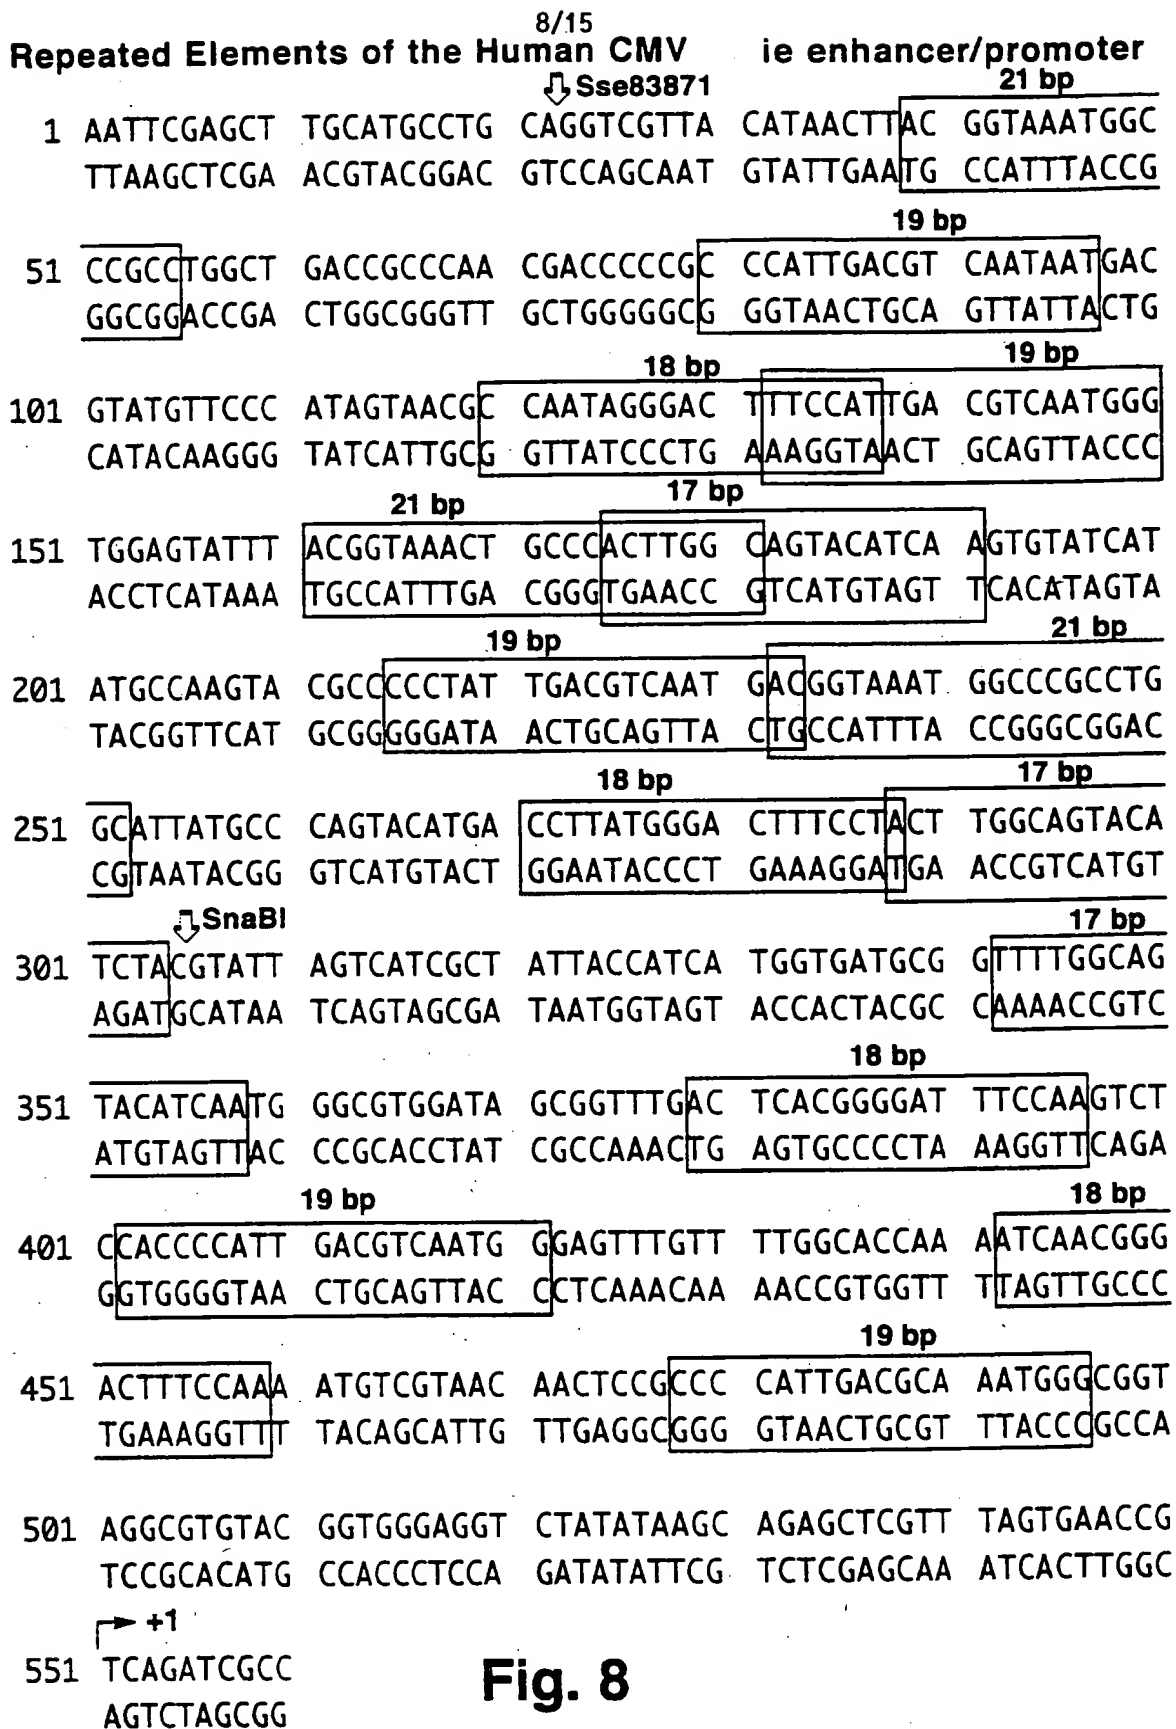 8/15
Repeated Elements of the Human CMV ie enhancer/promoter
Sse83871
21 bp
1 AATTCGAGCT TGCATGCCTG CAGGTCGTTA CATAACTTAC GGTAAATGGC
TTAAGCTCGA ACGTACGGAC GTCCAGCAAT GTATTGAATG CCATTTACCG
19 bp
51 CCGCCTGGCT GACCGCCCAA CGACCCCCGC CCATTGACGT CAATAATGAC
GGCGGACCGA CTGGCGGGTT GCTGGGGGCG GGTAACTGCA GTTATTACTG
18 bp 19 bp
101 GTATGTTCCC ATAGTAACGC CAATAGGGAC TTTCCATTGA CGTCAATGGG
CATACAAGGG TATCATTGCG GTTATCCCTG AAAGGTAACT GCAGTTACCC
21 bp 17 bp
151 TGGAGTATTT ACGGTAAACT GCCCACTTGG CAGTACATCA AGTGTATCAT
ACCTCATAAA TGCCATTTGA CGGGTGAACC GTCATGTAGT TCACATAGTA
19 bp 21 bp
201 ATGCCAAGTA CGCCCCCTAT TGACGTCAAT GACGGTAAAT GGCCCGCCTG
TACGGTTCAT GCGGGGGATA ACTGCAGTTA CTGCCATTTA CCGGGCGGAC
18 bp 17 bp
251 GCATTATGCC CAGTACATGA CCTTATGGGA CTTTCCTACT TGGCAGTACA
CGTAATACGG GTCATGTACT GGAATACCCT GAAAGGATGA ACCGTCATGT
SnaBI
17 bp
301 TCTACGTATT AGTCATCGCT ATTACCATCA TGGTGATGCG GTTTTGGCAG
AGATGCATAA TCAGTAGCGA TAATGGTAGT ACCACTACGC CAAAACCGTC
18 bp
351 TACATCAATG GGCGTGGATA GCGGTTTGAC TCACGGGGAT TTCCAAGTCT
ATGTAGTTAC CCGCACCTAT CGCCAAACTG AGTGCCCCTA AAGGTTCAGA
19 bp 18 bp
401 CCACCCCATT GACGTCAATG GGAGTTTGTT TTGGCACCAA AATCAACGGG
GGTGGGGTAA CTGCAGTTAC CCTCAAACAA AACCGTGGTT TTAGTTGCCC
19 bp
451 ACTTTCCAAA ATGTCGTAAC AACTCCGCCC CATTGACGCA AATGGGCGGT
TGAAAGGTTT TACAGCATTG TTGAGGCGGG GTAACTGCGT TTACCCGCCA
501 AGGCGTGTAC GGTGGGAGGT CTATATAAGC AGAGCTCGTT TAGTGAACCG
TCCGCACATG CCACCCTCCA GATATATTCG TCTCGAGCAA ATCACTTGGC
+1
551 TCAGATCGCC
AGTCTAGCGG
Fig. 8